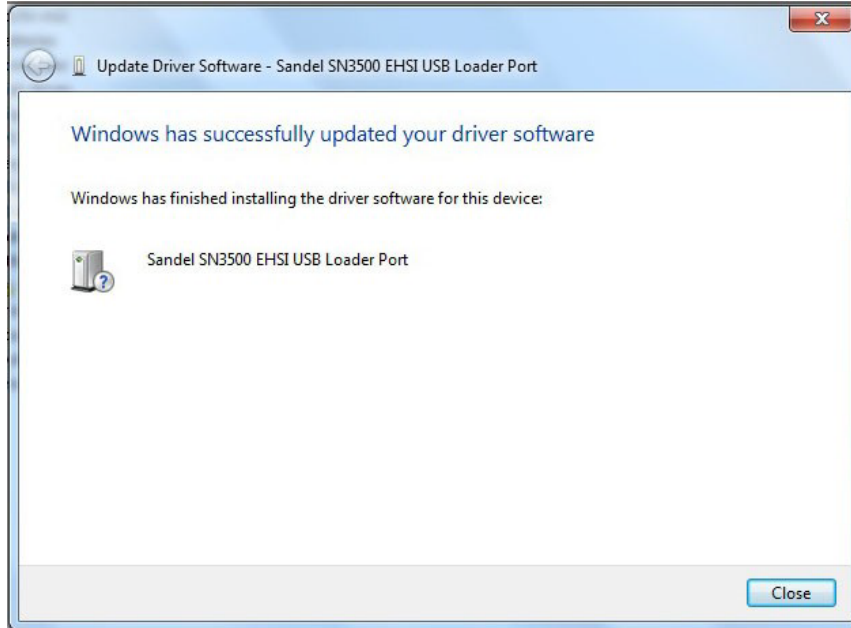 Update Driver Software - Sandel SN3500 EHSI USB Loader Port
Windows has successfully updated your driver software
Windows has finished installing the driver software for this device:
Sandel SN3500 EHSI USB Loader Port
Close